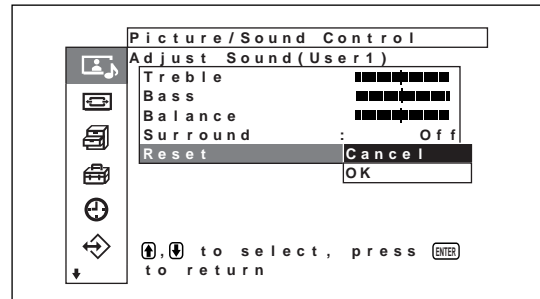 Picture/Sound Control
Adjust Sound(User1)
Treble
Bass
Balance
Surround : Off
Reset Cancel
OK
, to select, press ENTER
to return